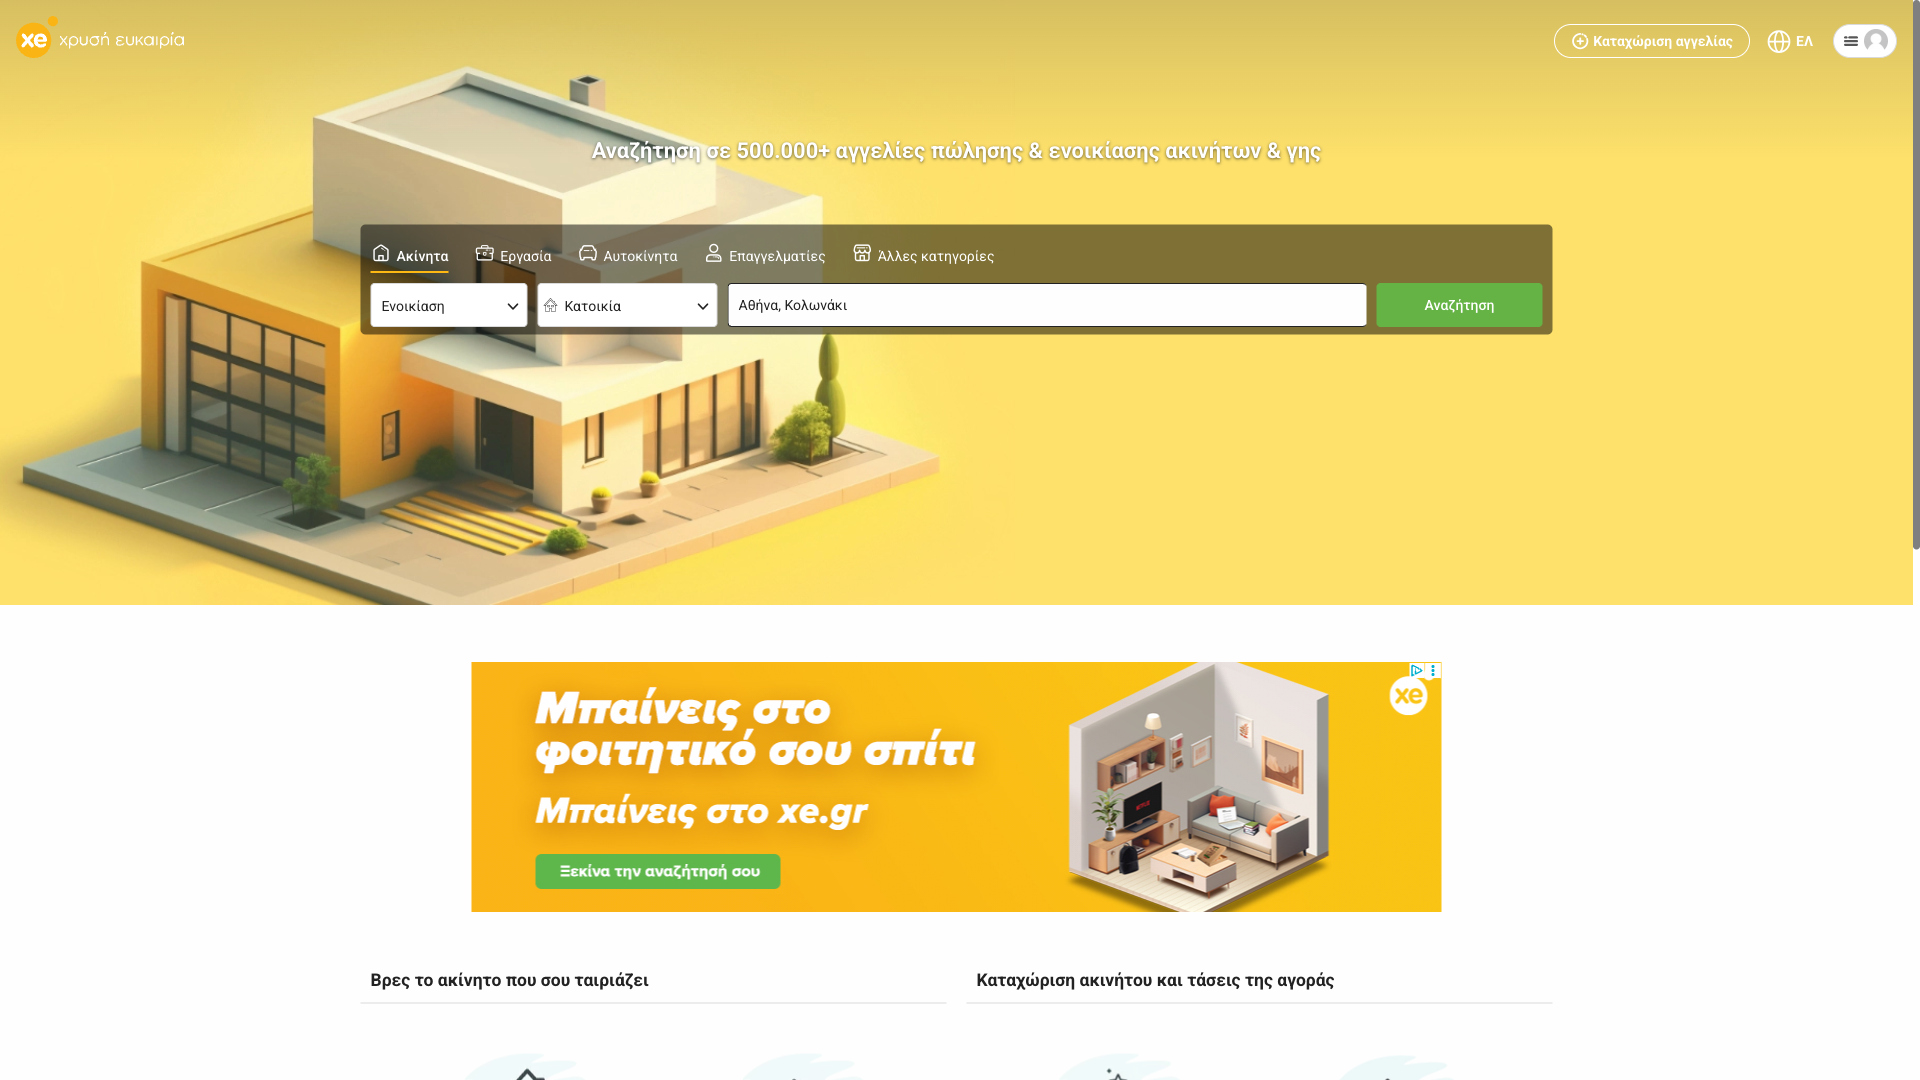 xe χρυσή ευκαιρία
Καταχώριση αγγελίας
ΕΛ
Αναζήτηση σε 500.000+ αγγελίες πώλησης & ενοικίασης ακινήτων & γης
Ακίνητα
Εργασία
Αυτοκίνητα
Επαγγελματίες
Άλλες κατηγορίες
Ενοικίαση
Κατοικία
Αθήνα, Κολωνάκι
Αναζήτηση
Μπαίνεις στο
φοιτητικό σου σπίτι
Μπαίνεις στο xe.gr
Ξεκίνα την αναζήτησή σου
xe
NETFLIX
Βρες το ακίνητο που σου ταιριάζει
Καταχώριση ακινήτου και τάσεις της αγοράς